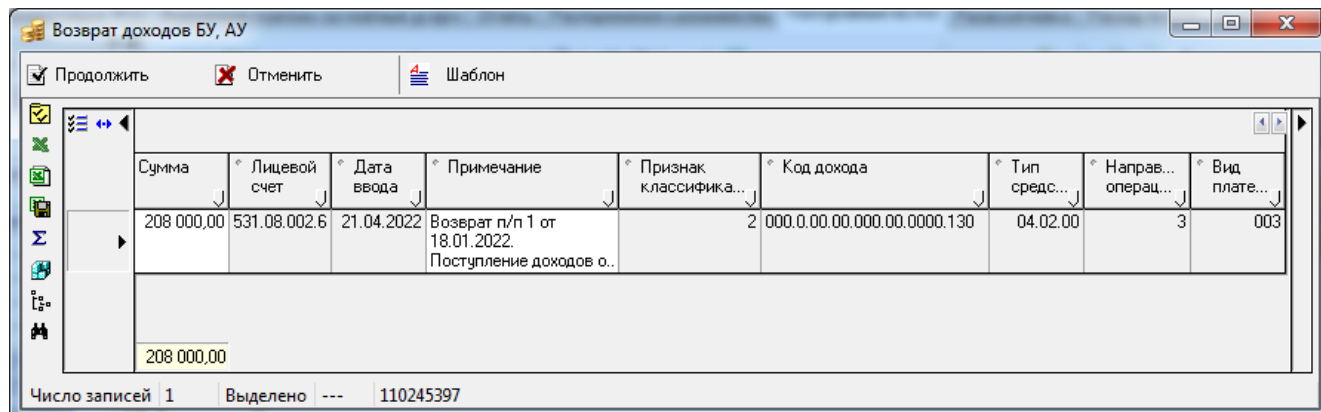 Возврат доходов БУ, АУ
Продолжить Отменить Шаблон
Сумма Лицевой счет Дата ввода Примечание Признак классифика... Код дохода Тип средс... Направ... операц... Вид плате...
208 000,00 531.08.002.6 21.04.2022 Возврат п/п 1 от 2 000.0.00.00.000.00.0000.130 04.02.00 3 003
18.01.2022.
Поступление доходов о..
208 000,00
Число записей 1 Выделено --- 110245397